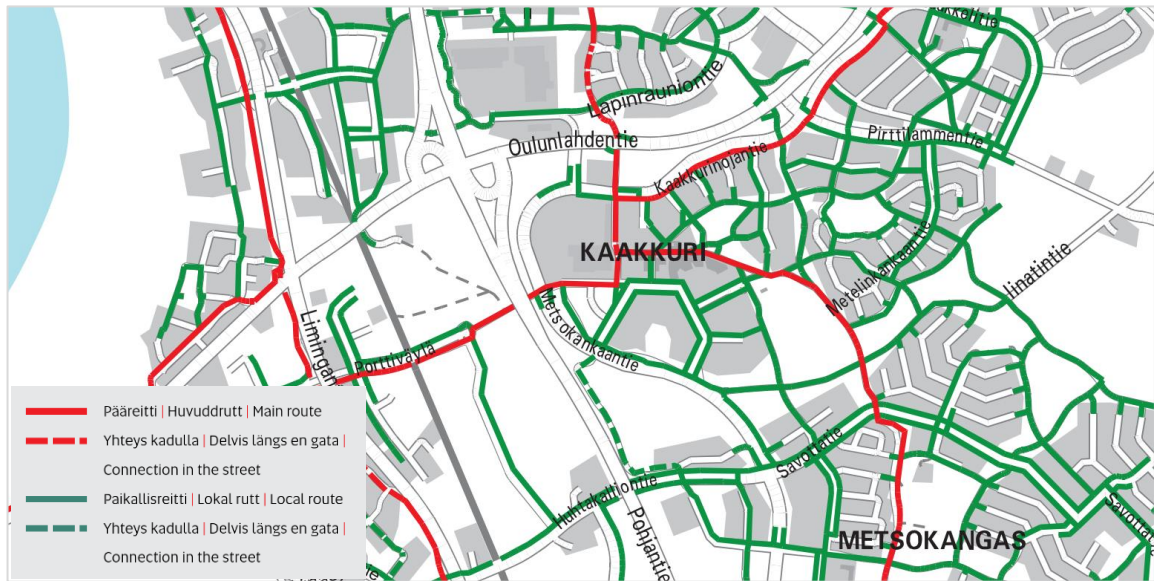 Lapinrauniontie
Oulunlahdentie
Pirttilammentie
Kaakkurinojantie
KAAKKURI
Iinatintie
Metelinkankaantie
Metsokankaantie
Porttiväylä
Savottatie
Huhtakalliontie
Pohjantie
METSOKANGAS
Pääreitti | Huvuddrutt | Main route
Yhteys kadulla | Delvis längs en gata |
Connection in the street
Paikallisreitti | Lokal rutt | Local route
Yhteys kadulla | Delvis längs en gata |
Connection in the street